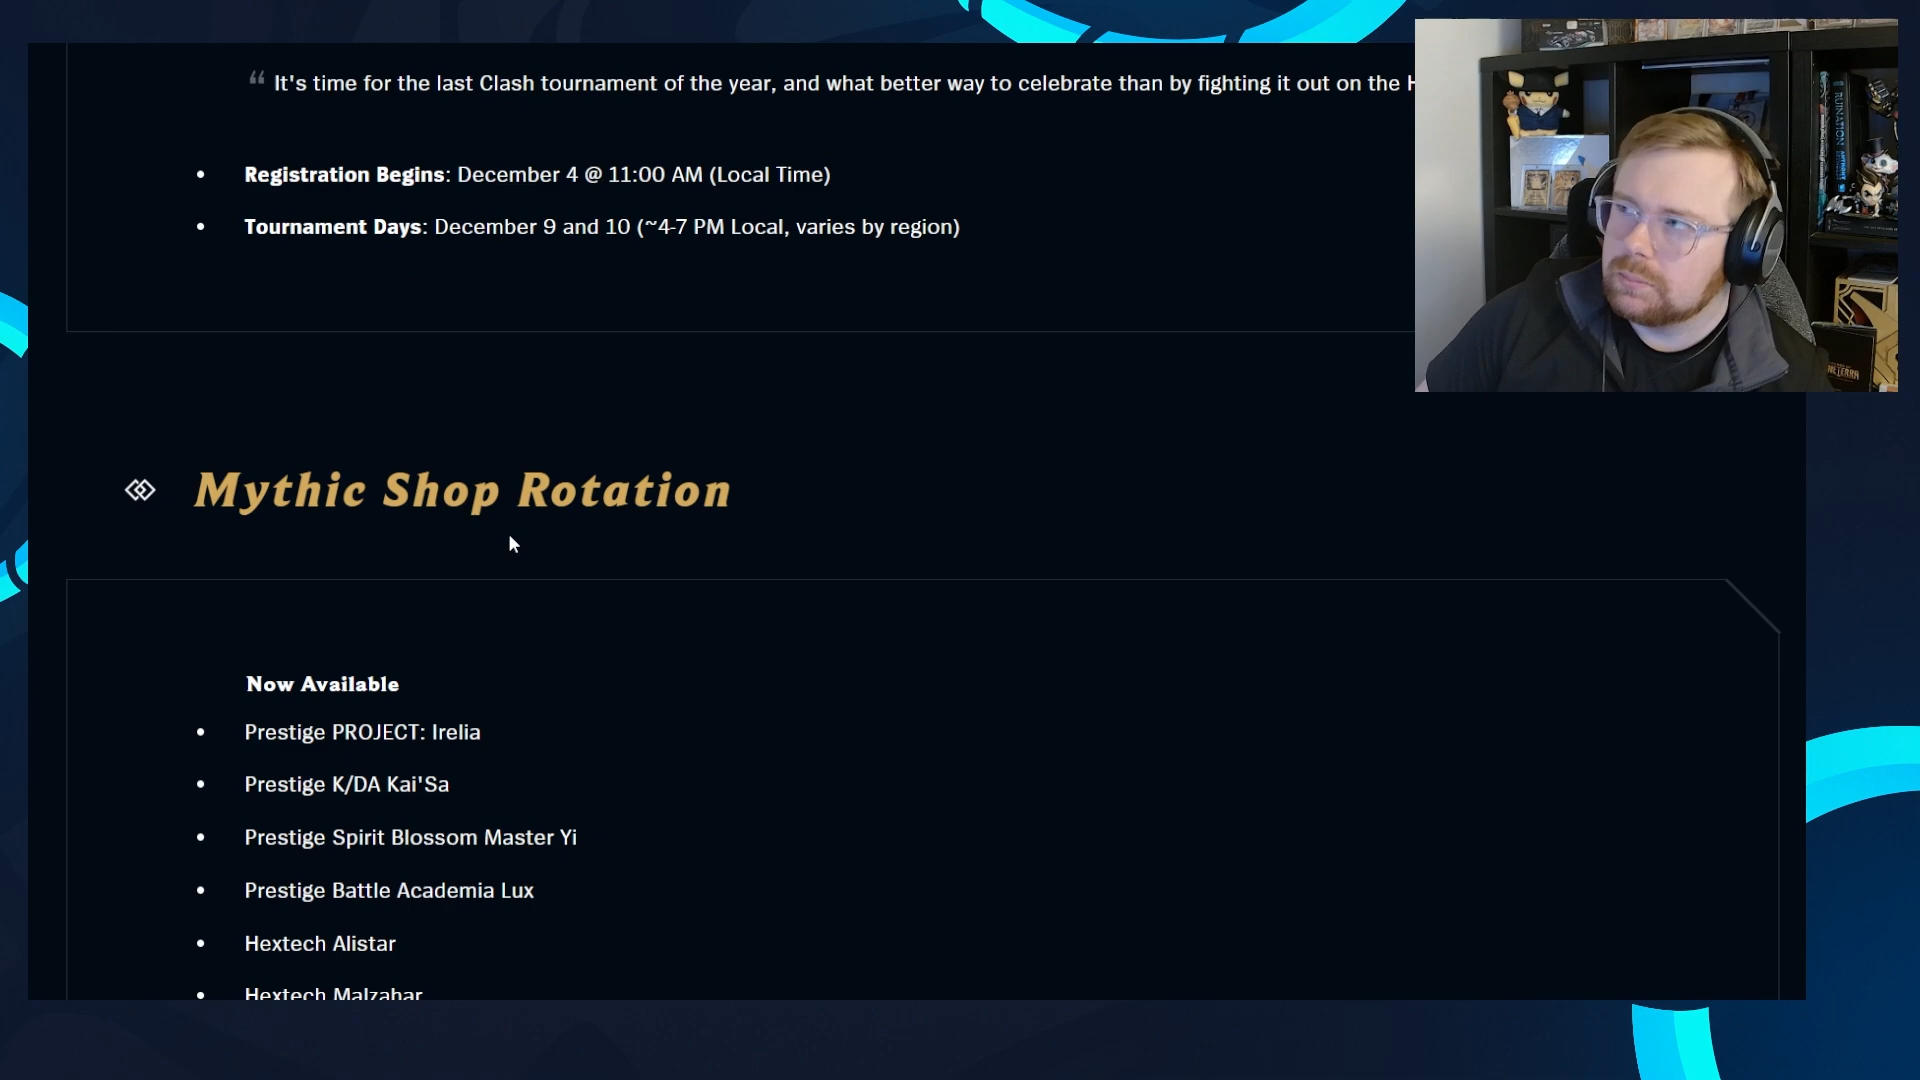 “ It's time for the last Clash tournament of the year, and what better way to celebrate than by fighting it out on the
• Registration Begins: December 4 @ 11:00 AM (Local Time)
• Tournament Days: December 9 and 10 (~4-7 PM Local, varies by region)
Mythic Shop Rotation
Now Available
• Prestige PROJECT: Irelia
• Prestige K/DA Kai'Sa
• Prestige Spirit Blossom Master Yi
• Prestige Battle Academia Lux
• Hextech Alistar
• Hextech Malzahar
RUINATION